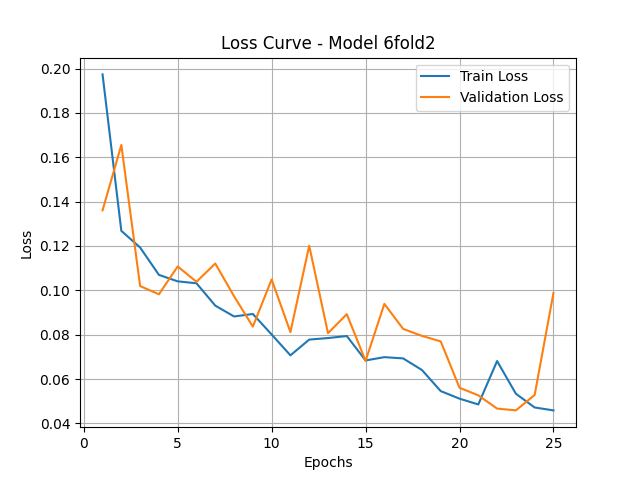 Loss Curve - Model 6fold2
Train Loss
Validation Loss
0.20
0.18
0.16
0.14
0.12
0.10
0.08
0.06
0.04
Loss
0 5 10 15 20 25
Epochs